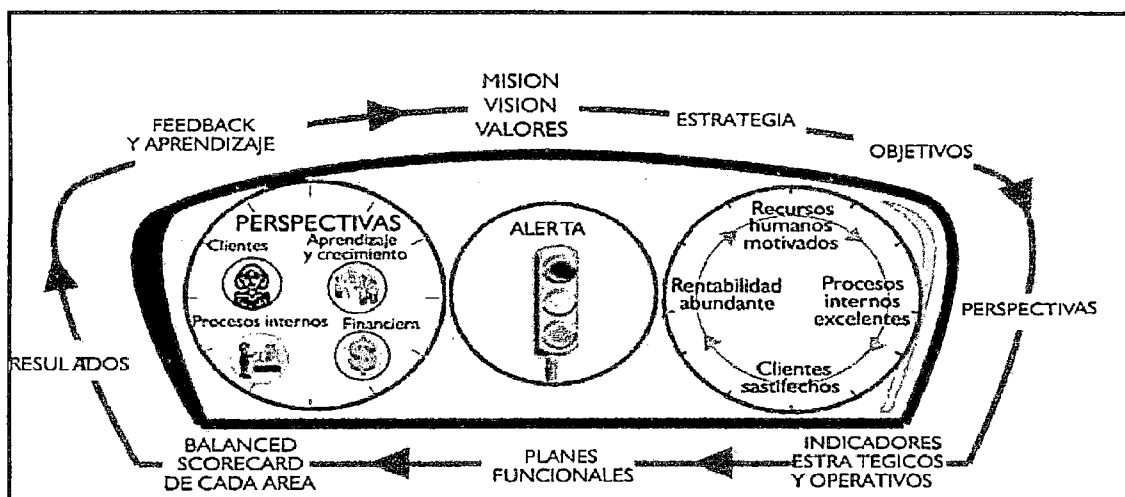 MISION
VISION
VALORES
ESTRATEGIA
OBJETIVOS
PERSPECTIVAS
INDICADORES
ESTRA TEGICOS
Y OPERATIVOS
PLANES
FUNCIONALES
BALANCED
SCORECARD
DE CADA AREA
RESULADOS
FEEDBACK
Y APRENDIZAJE
PERSPECTIVAS
Clientes
Aprendizaje
y crecimiento
Procesos internos
Financiera
$
ALERTA
Recursos
humanos
motivados
Procesos
internos
excelentes
Clientes
sastifechos
Rentabilidad
abundante